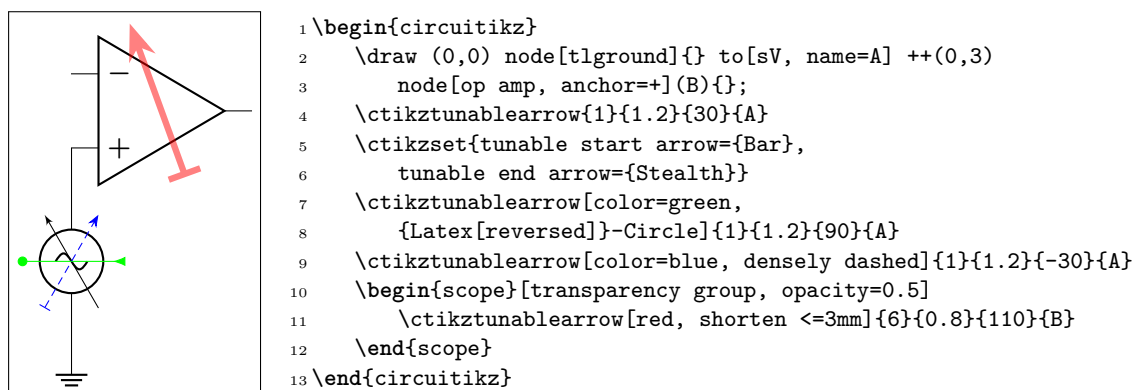 1 \begin{circuitikz}
2     \draw (0,0) node[tlground]{} to[sV, name=A] ++(0,3)
3        node[op amp, anchor=+](B){};
4     \ctikztunablearrow{1}{1.2}{30}{A}
5     \ctikzset{tunable start arrow={Bar},
6        tunable end arrow={Stealth}}
7     \ctikztunablearrow[color=green,
8        {Latex[reversed]}-Circle]{1}{1.2}{90}{A}
9     \ctikztunablearrow[color=blue, densely dashed]{1}{1.2}{-30}{A}
10     \begin{scope}[transparency group, opacity=0.5]
11        \ctikztunablearrow[red, shorten <=3mm]{6}{0.8}{110}{B}
12     \end{scope}
13 \end{circuitikz}